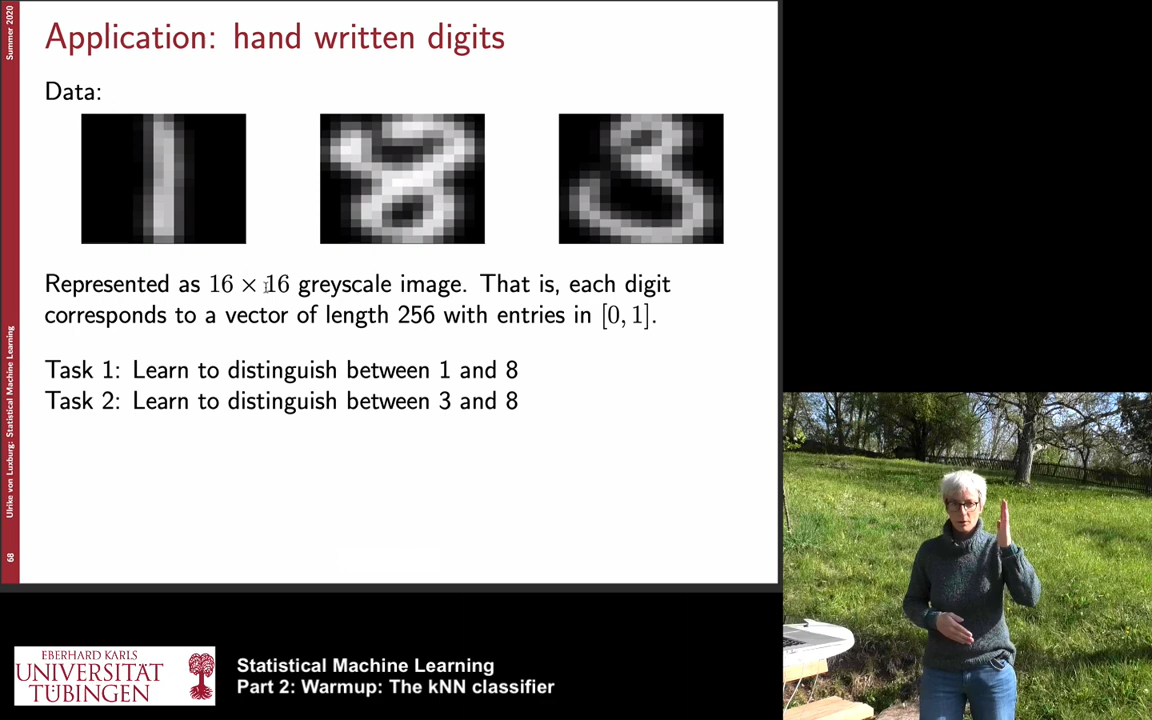 Summer 2020
Application: hand written digits
Data:
Represented as 16 × 16 greyscale image. That is, each digit
corresponds to a vector of length 256 with entries in [0, 1].
Task 1: Learn to distinguish between 1 and 8
Task 2: Learn to distinguish between 3 and 8
Ulrike von Luxburg: Statistical Machine Learning
68
EBERHARD KARLS
UNIVERSITÄT
TÜBINGEN
Statistical Machine Learning
Part 2: Warmup: The kNN classifier